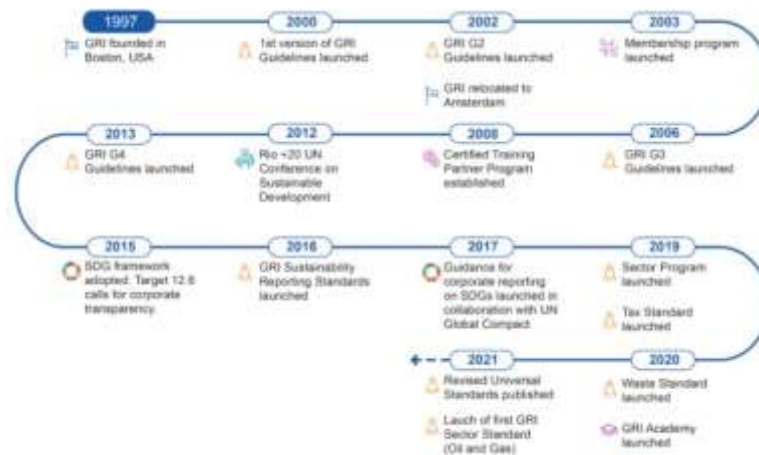 1997
GRI founded in
Boston, USA
2000
1st version of GRI
Guidelines launched
2002
GRI G2
Guidelines launched
GRI relocated to
Amsterdam
2003
Membership program
launched
2006
GRI G3
Guidelines launched
2008
Certified Training
Partner Program
established
2012
Rio +20 UN
Conference on
Sustainable
Development
2013
GRI G4
Guidelines launched
2015
SDG framework
adopted. Target 12.6
calls for corporate
transparency.
2016
GRI Sustainability
Reporting Standards
launched
2017
Guidance for
corporate reporting
on SDGs launched in
collaboration with UN
Global Compact
2019
Sector Program
launched
Tax Standard
launched
2020
Waste Standard
launched
GRI Academy
launched
2021
Revised Universal
Standards published
Lauch of first GRI
Sector Standard
(Oil and Gas)